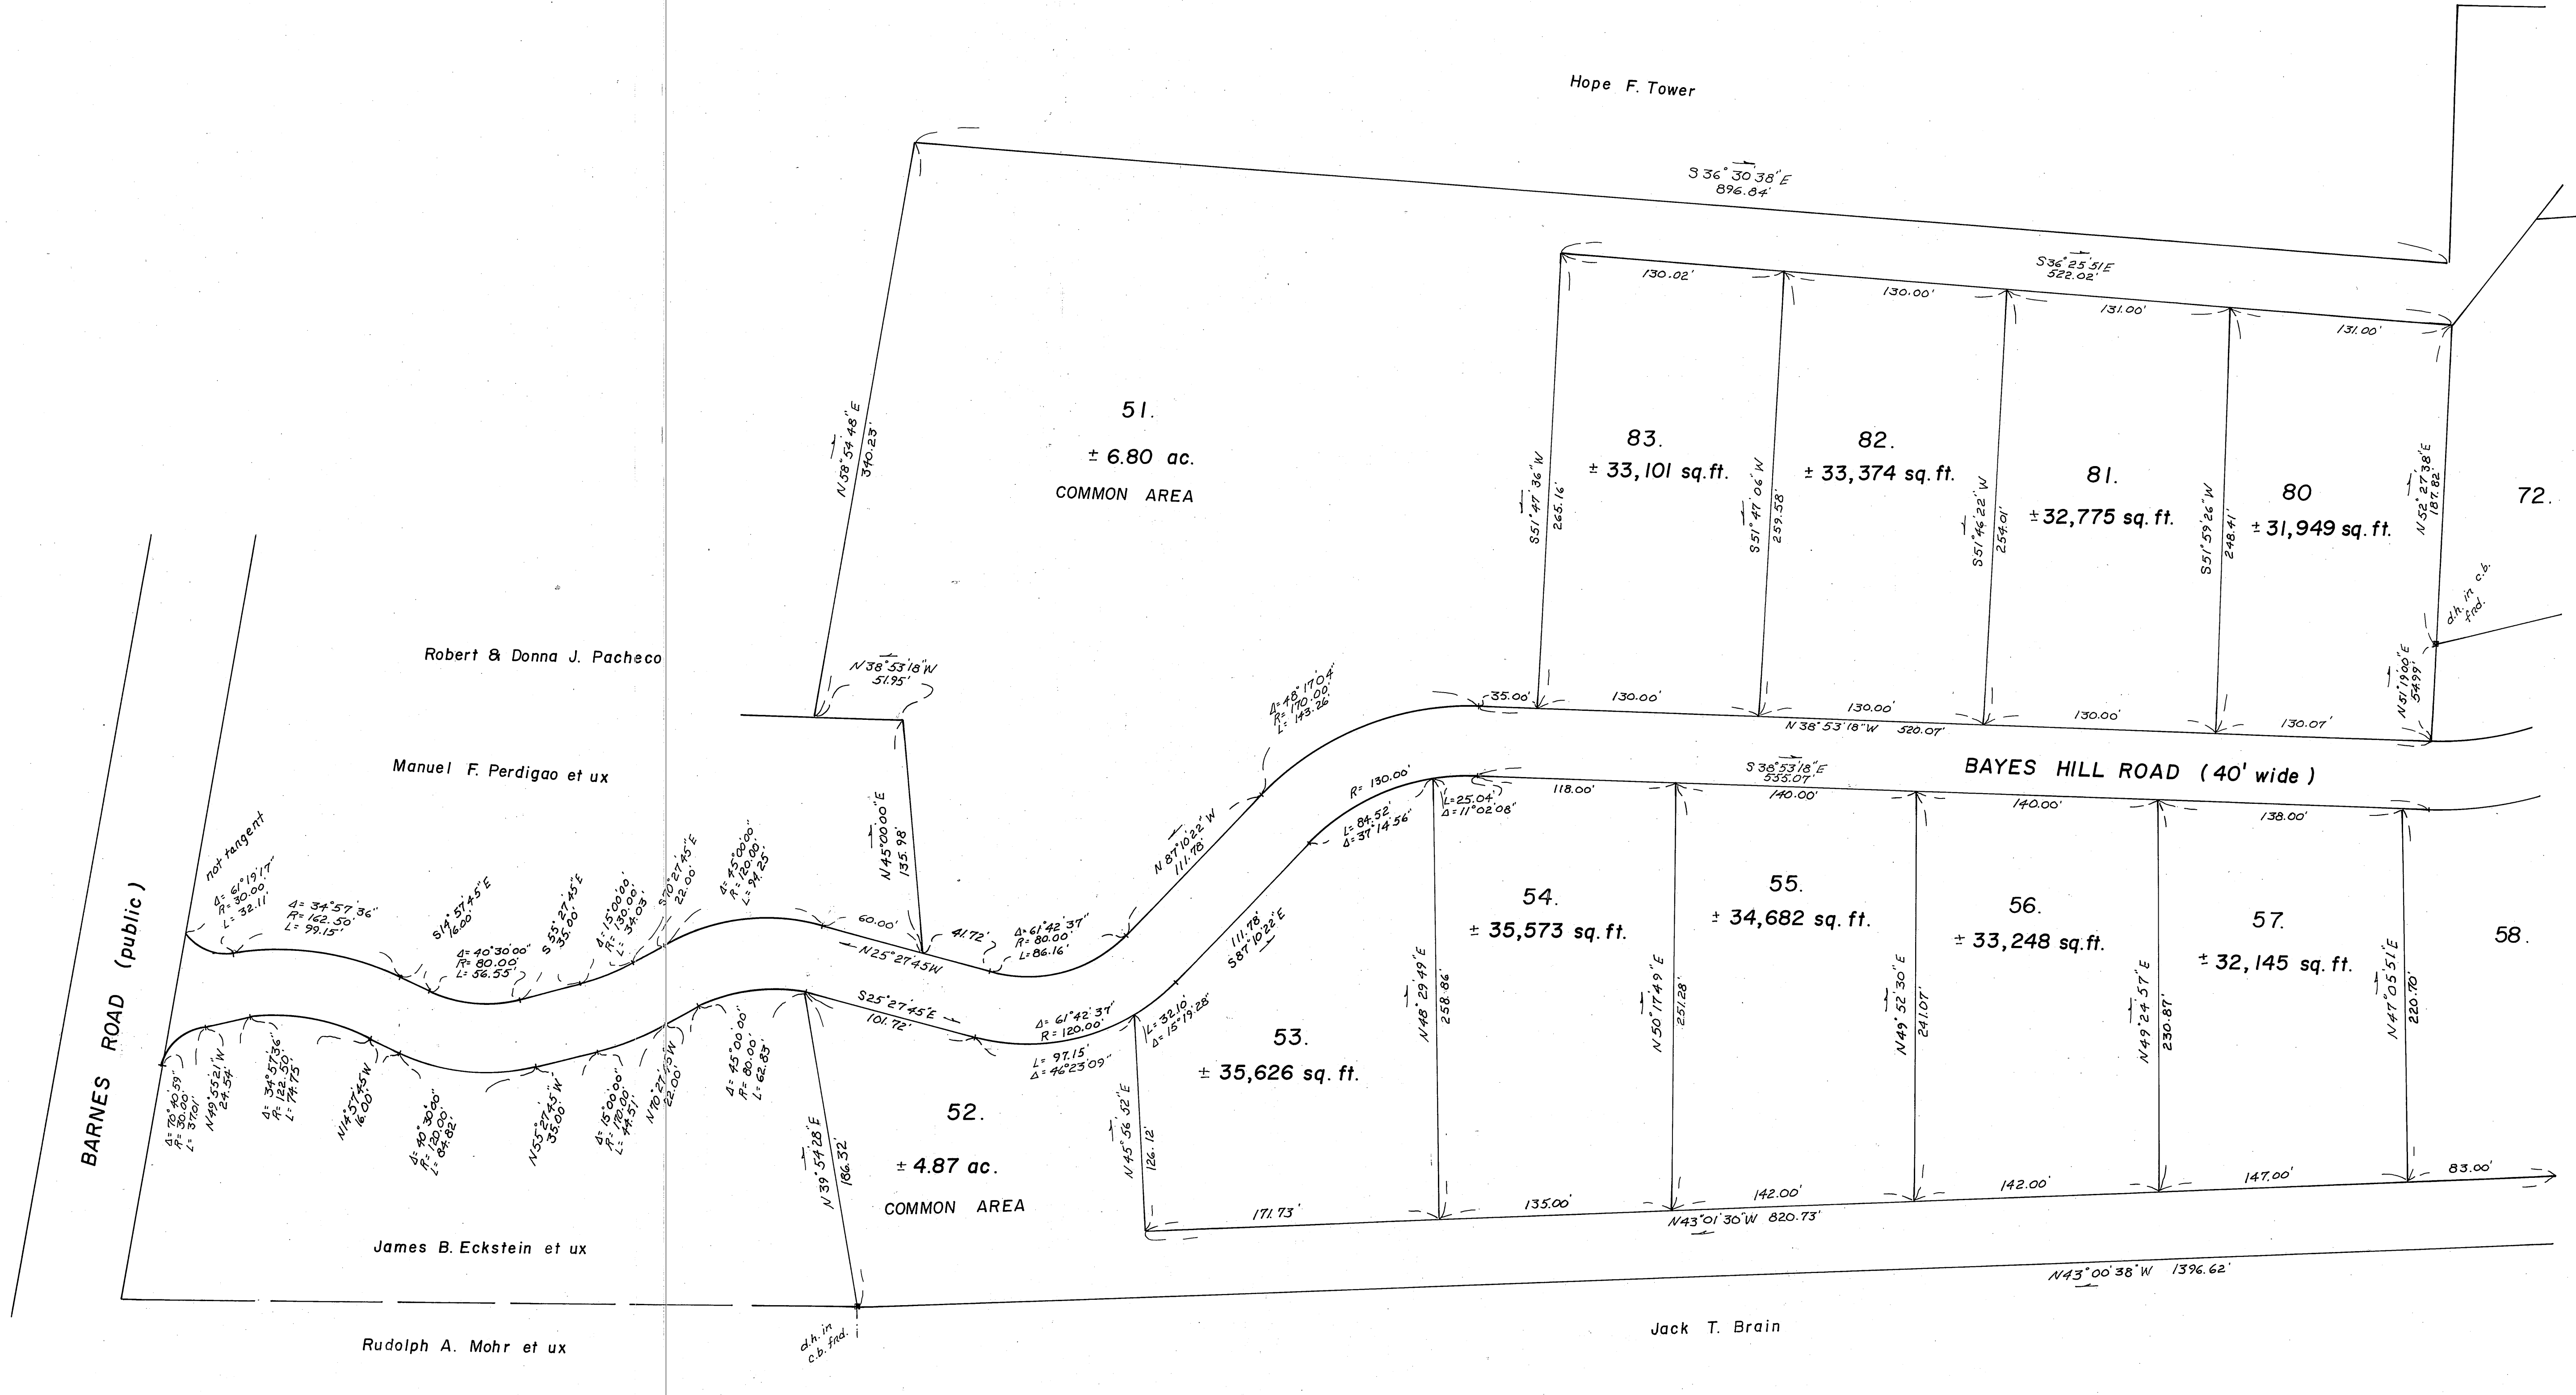 Hope F. Tower
S 36° 30' 38" E
896.84'
S 36° 25' 51 E
522.02'
130.02'
130.00'
131.00'
131.00'
N 58° 54' 48" E
340.23'
51.
± 6.80 ac.
COMMON AREA
S 51° 47' 36" W
265.16'
83.
± 33,101 sq. ft.
S 51° 47' 06" W
259.58'
82.
± 33,374 sq. ft.
S 51° 46' 22" W
254.01'
81.
± 32,775 sq. ft.
S 51° 59' 26" W
248.41'
80
± 31,949 sq. ft.
N 52° 27' 38" E
187.82'
72.
d.h. in c.b.
frd.
N 51° 19' 00" E
54.99'
Robert & Donna J. Pacheco
N 38° 53' 18" W
51.95'
Manuel F. Perdigao et ux
N 45° 00' 00" E
135.98'
Δ= 48° 17' 04"
R= 170.00'
L= 143.26'
35.00'
130.00'
130.00'
130.00'
130.07'
N 38° 53' 18" W 520.07'
S 38° 53' 18" E
555.07'
BAYES HILL ROAD ( 40' wide )
BARNES ROAD (public)
not tangent
Δ= 61° 19' 17"
R= 30.00'
L= 32.11'
Δ= 34° 57' 36"
R= 162.50'
L= 99.15'
S 14° 57' 45" E
16.00'
Δ= 40° 30' 00"
R= 80.00'
L= 56.55'
S 55° 27' 45" E
35.00'
Δ= 15° 00' 00"
R= 130.00'
L= 34.03'
S 70° 27' 45" E
22.00'
Δ= 45° 00' 00"
R= 120.00'
L= 94.25'
60.00'
41.72'
N 25° 27' 45 W
Δ= 61° 42' 37"
R= 80.00'
L= 86.16'
N 87° 10' 22" W
111.78'
R= 130.00'
L= 84.52'
Δ= 37° 14' 56"
L= 25.04'
Δ= 11° 02' 08"
118.00'
140.00'
140.00'
138.00'
111.78'
S 87° 10' 22" E
S 25° 27' 45" E
101.72'
Δ= 61° 42' 37"
R= 120.00'
L= 97.15'
Δ= 46° 23' 09"
L= 32.10'
Δ= 15° 19' 28"
Δ= 70° 40' 59"
R= 30.00'
L= 37.01'
N 49° 55' 21" W
24.54'
Δ= 34° 57' 36"
R= 122.50'
L= 74.75'
N 14° 57' 45" W
16.00'
Δ= 40° 30' 00"
R= 120.00'
L= 84.82'
N 55° 27' 45" W
35.00'
Δ= 15° 00' 00"
R= 170.00'
L= 44.51'
N 70° 27' 45" W
22.00'
Δ= 45° 00' 00"
R= 80.00'
L= 62.83'
N 39° 54' 28" E
186.32'
52.
± 4.87 ac.
COMMON AREA
N 45° 56' 52" E
126.12'
53.
± 35,626 sq. ft.
N 48° 29' 49" E
258.86'
54.
± 35,573 sq. ft.
N 50° 17' 49" E
251.28'
55.
± 34,682 sq. ft.
N 49° 52' 30" E
241.07'
56.
± 33,248 sq. ft.
N 49° 24' 57" E
230.87'
57.
± 32,145 sq. ft.
N 47° 05' 51" E
220.70'
58.
171.73'
135.00'
142.00'
142.00'
147.00'
83.00'
N 43° 01' 30" W 820.73'
N 43° 00' 38" W 1396.62'
James B. Eckstein et ux
Rudolph A. Mohr et ux
d.h. in
c.b. frd.
Jack T. Brain